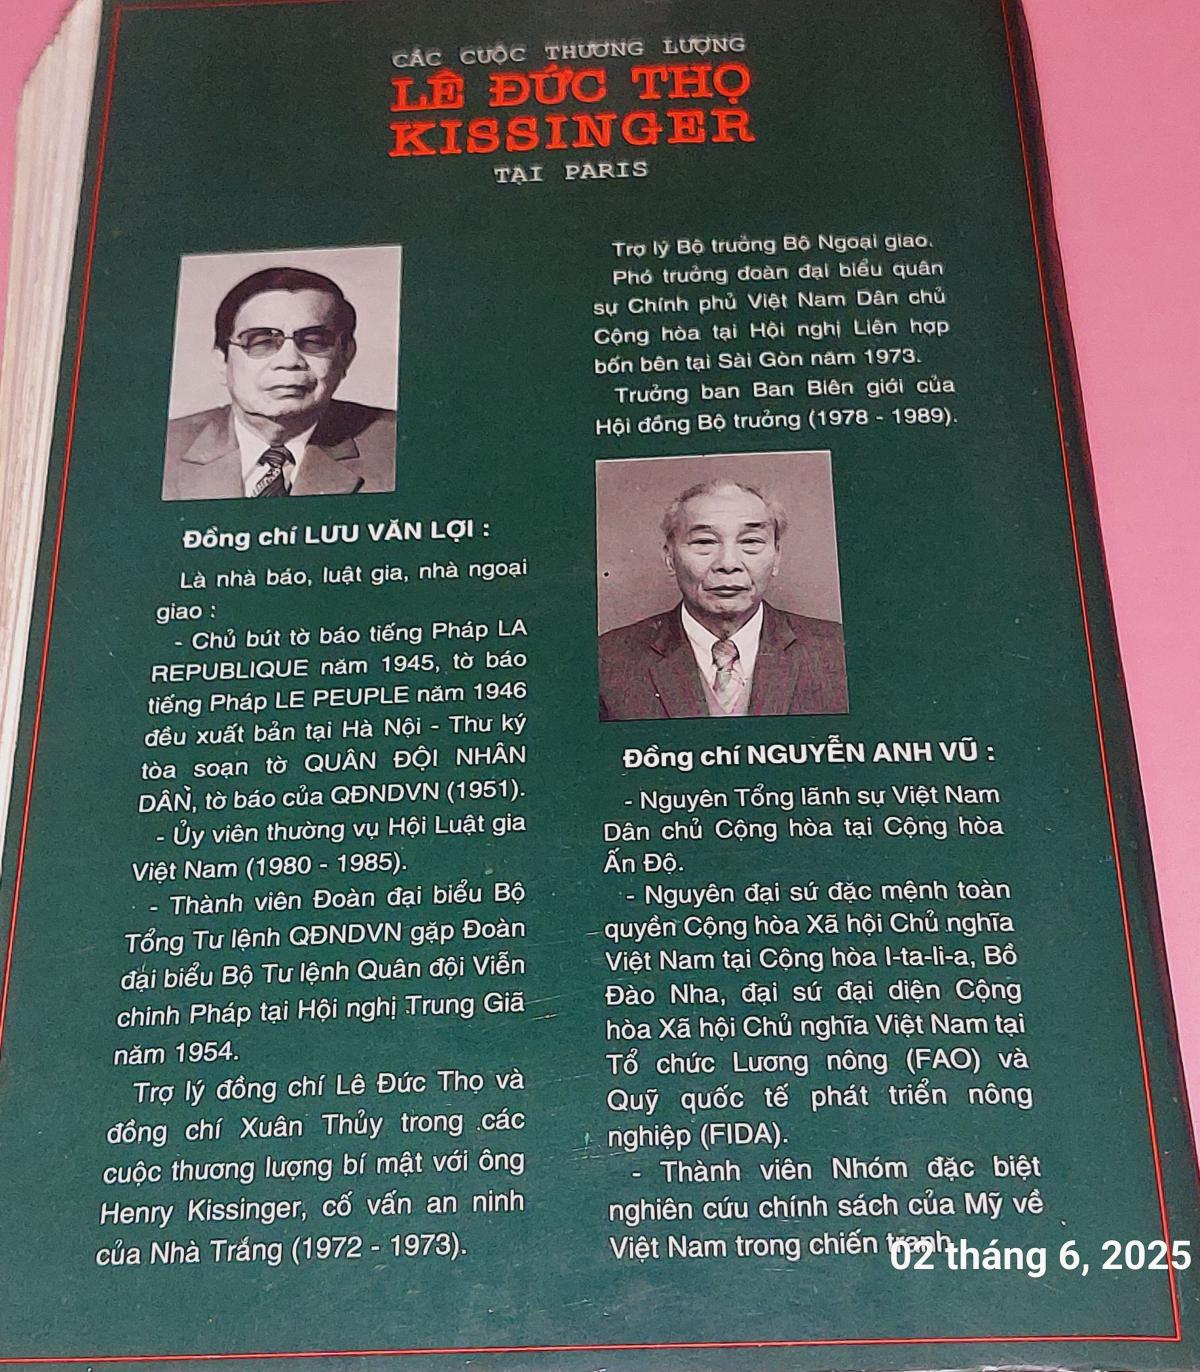 CÁC CUỘC THƯƠNG LƯỢNG
LÊ ĐỨC THỌ
KISSINGER
TẠI PARIS
Đồng chí LƯU VĂN LỢI :
Là nhà báo, luật gia, nhà ngoại
giao :
- Chủ bút tờ báo tiếng Pháp LA
REPUBLIQUE năm 1945, tờ báo
tiếng Pháp LE PEUPLE năm 1946
đều xuất bản tại Hà Nội - Thư ký
tòa soạn tờ QUÂN ĐỘI NHÂN
DÂN, tờ báo của QĐNDVN (1951).
- Ủy viên thường vụ Hội Luật gia
Việt Nam (1980 - 1985).
- Thành viên Đoàn đại biểu Bộ
Tổng Tư lệnh QĐNDVN gặp Đoàn
đại biểu Bộ Tư lệnh Quân đội Viễn
chinh Pháp tại Hội nghị Trung Giã
năm 1954.
Trợ lý đồng chí Lê Đức Thọ và
đồng chí Xuân Thủy trong các
cuộc thương lượng bí mật với ông
Henry Kissinger, cố vấn an ninh
của Nhà Trắng (1972 - 1973).
Trợ lý Bộ trưởng Bộ Ngoại giao.
Phó trưởng đoàn đại biểu quân
sự Chính phủ Việt Nam Dân chủ
Cộng hòa tại Hội nghị Liên hợp
bốn bên tại Sài Gòn năm 1973.
Trưởng ban Ban Biên giới của
Hội đồng Bộ trưởng (1978 - 1989).
Đồng chí NGUYỄN ANH VŨ :
- Nguyên Tổng lãnh sự Việt Nam
Dân chủ Cộng hòa tại Cộng hòa
Ấn Độ.
- Nguyên đại sứ đặc mệnh toàn
quyền Cộng hòa Xã hội Chủ nghĩa
Việt Nam tại Cộng hòa I-ta-li-a, Bồ
Đào Nha, đại sứ đại diện Cộng
hòa Xã hội Chủ nghĩa Việt Nam tại
Tổ chức Lương nông (FAO) và
Quỹ quốc tế phát triển nông
nghiệp (FIDA).
- Thành viên Nhóm đặc biệt
nghiên cứu chính sách của Mỹ về
Việt Nam trong chiến tranh.
02 tháng 6, 2025